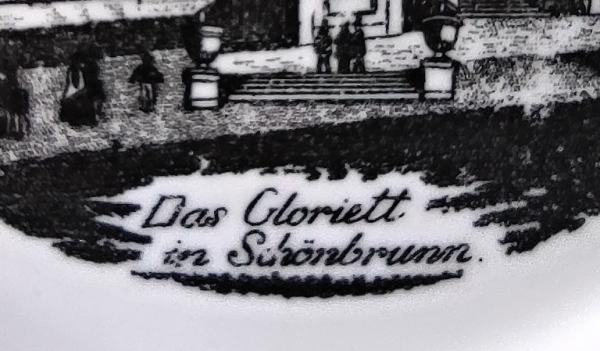 Das Gloriett.
in Schönbrunn.